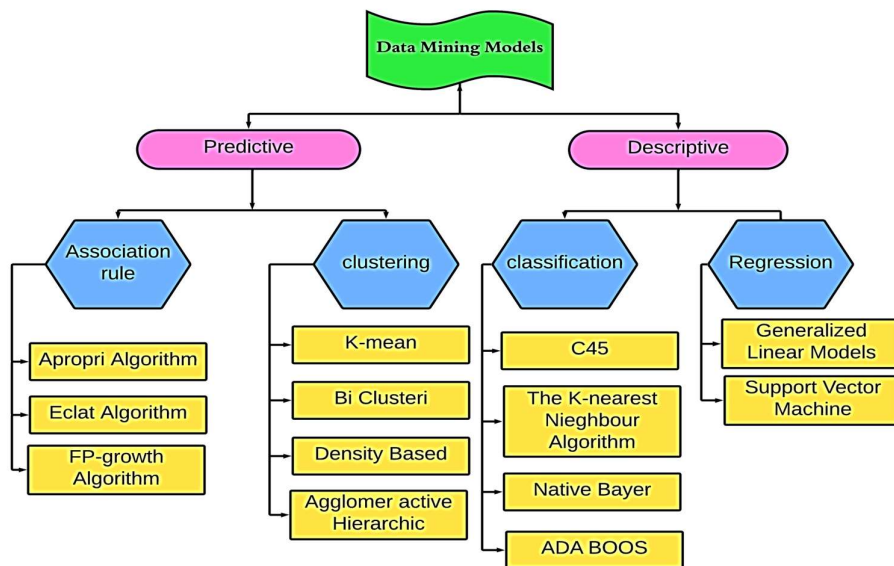 Data Mining Models
Predictive
Descriptive
Association
rule
clustering
classification
Regression
Apropri Algorithm
Eclat Algorithm
FP-growth
Algorithm
K-mean
Bi Clusteri
Density Based
Agglomer active
Hierarchic
C45
The K-nearest
Nieghbour
Algorithm
Native Bayer
ADA BOOS
Generalized
Linear Models
Support Vector
Machine